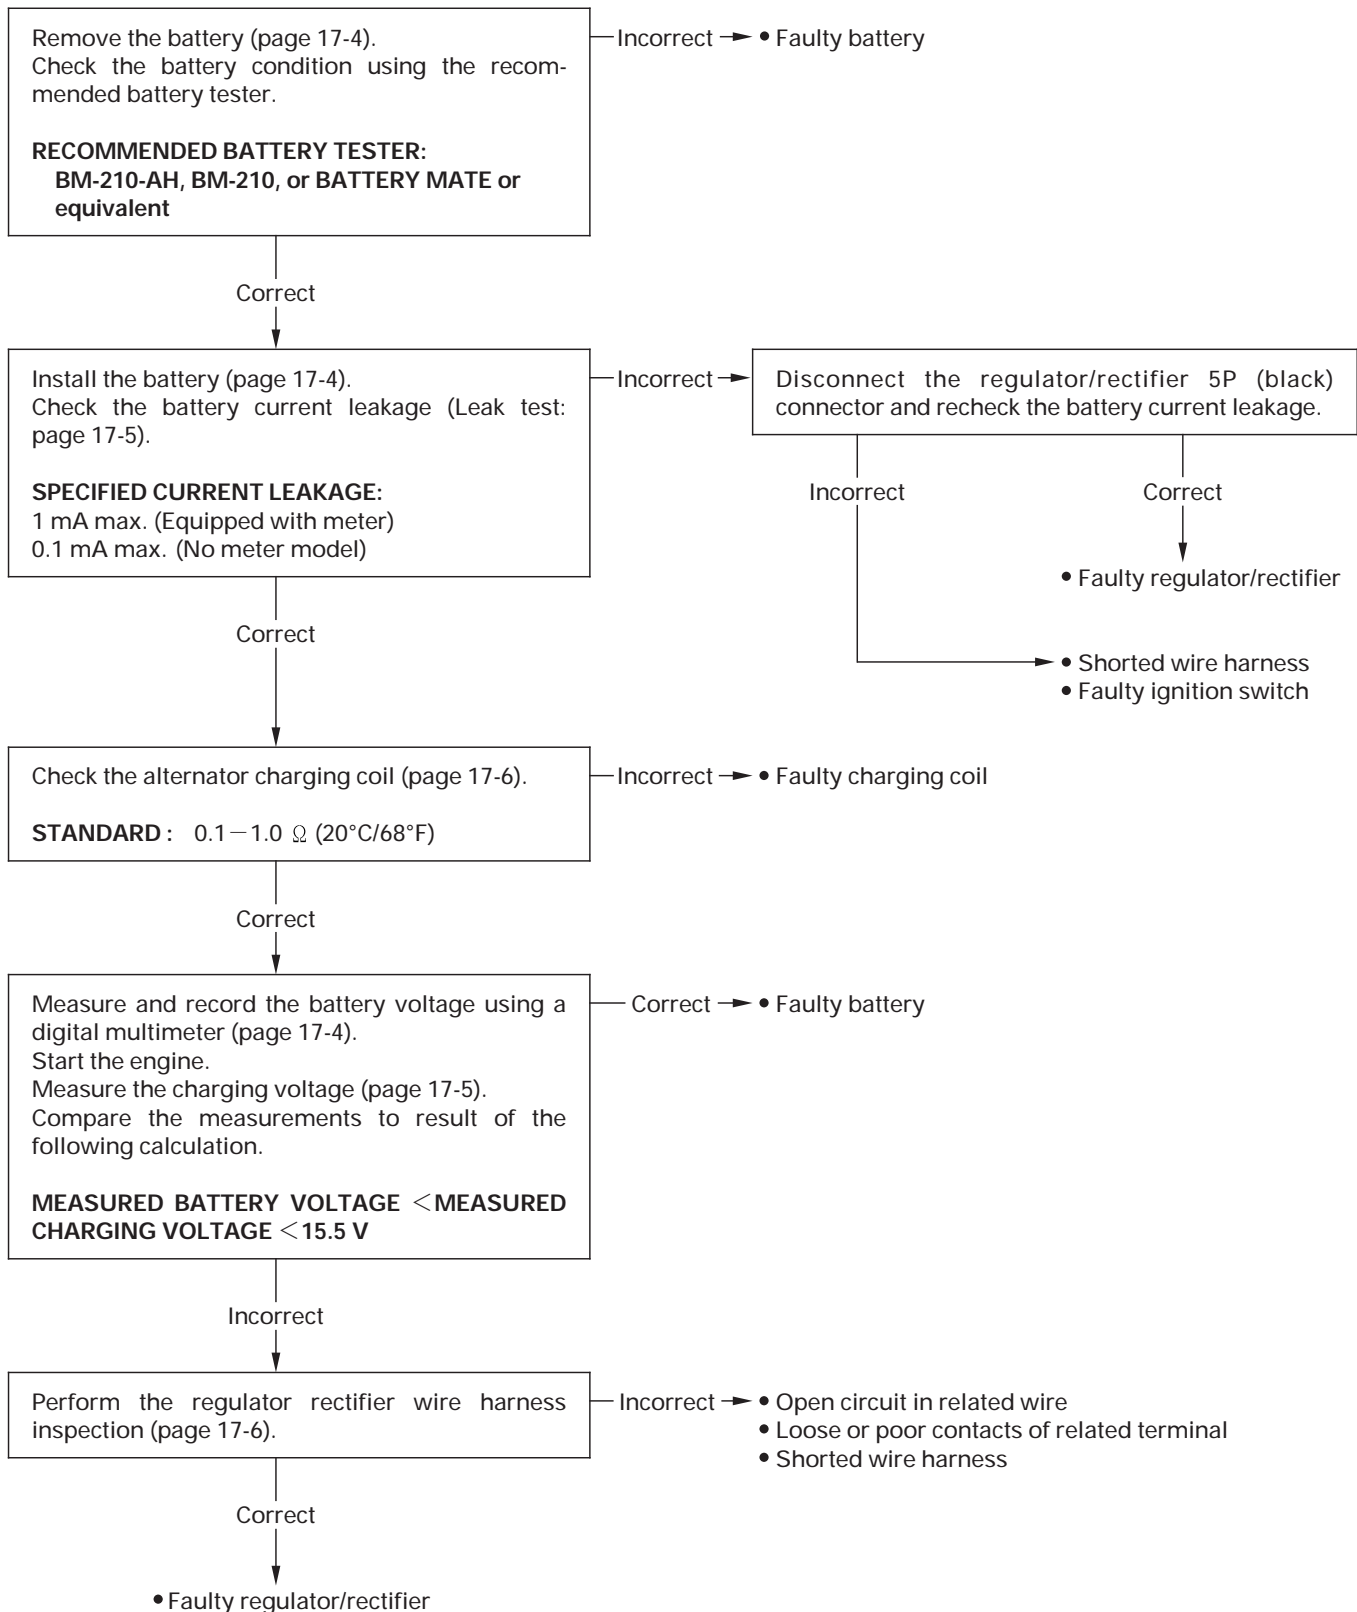 Remove the battery (page 17-4).
Check the battery condition using the recom-
mended battery tester.
RECOMMENDED BATTERY TESTER:
BM-210-AH, BM-210, or BATTERY MATE or
equivalent
Incorrect
• Faulty battery
Correct
Install the battery (page 17-4).
Check the battery current leakage (Leak test:
page 17-5).
SPECIFIED CURRENT LEAKAGE:
1 mA max. (Equipped with meter)
0.1 mA max. (No meter model)
Incorrect
Disconnect the regulator/rectifier 5P (black)
connector and recheck the battery current leakage.
Incorrect
Correct
• Faulty regulator/rectifier
• Shorted wire harness
• Faulty ignition switch
Correct
Check the alternator charging coil (page 17-6).
STANDARD : 0.1－1.0 Ω (20°C/68°F)
Incorrect
• Faulty charging coil
Correct
Measure and record the battery voltage using a
digital multimeter (page 17-4).
Start the engine.
Measure the charging voltage (page 17-5).
Compare the measurements to result of the
following calculation.
MEASURED BATTERY VOLTAGE ＜MEASURED
CHARGING VOLTAGE ＜15.5 V
Correct
• Faulty battery
Incorrect
Perform the regulator rectifier wire harness
inspection (page 17-6).
Incorrect
• Open circuit in related wire
• Loose or poor contacts of related terminal
• Shorted wire harness
Correct
• Faulty regulator/rectifier